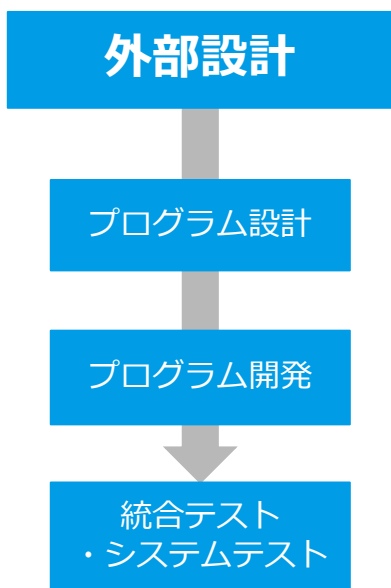 外部設計
プログラム設計
プログラム開発
統合テスト
・システムテスト